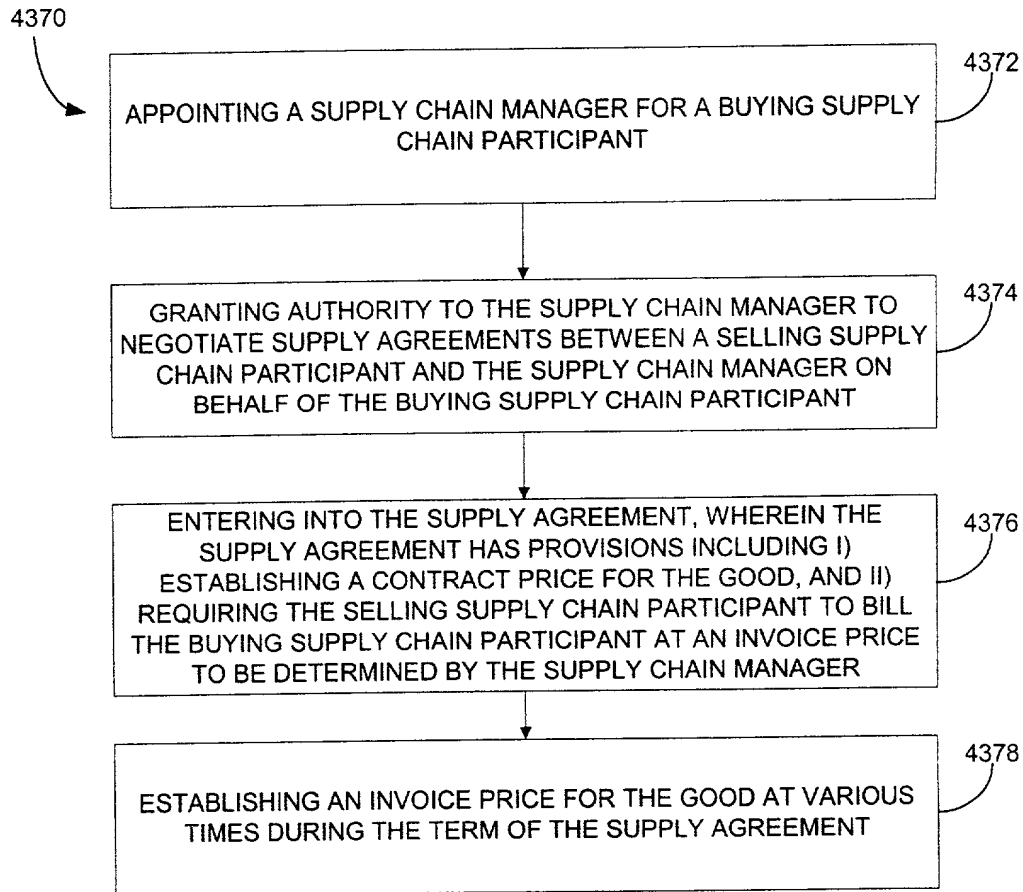 4370
4372
APPOINTING A SUPPLY CHAIN MANAGER FOR A BUYING SUPPLY
CHAIN PARTICIPANT
4374
GRANTING AUTHORITY TO THE SUPPLY CHAIN MANAGER TO
NEGOTIATE SUPPLY AGREEMENTS BETWEEN A SELLING SUPPLY
CHAIN PARTICIPANT AND THE SUPPLY CHAIN MANAGER ON
BEHALF OF THE BUYING SUPPLY CHAIN PARTICIPANT
4376
ENTERING INTO THE SUPPLY AGREEMENT, WHEREIN THE
SUPPLY AGREEMENT HAS PROVISIONS INCLUDING I)
ESTABLISHING A CONTRACT PRICE FOR THE GOOD, AND II)
REQUIRING THE SELLING SUPPLY CHAIN PARTICIPANT TO BILL
THE BUYING SUPPLY CHAIN PARTICIPANT AT AN INVOICE PRICE
TO BE DETERMINED BY THE SUPPLY CHAIN MANAGER
4378
ESTABLISHING AN INVOICE PRICE FOR THE GOOD AT VARIOUS
TIMES DURING THE TERM OF THE SUPPLY AGREEMENT